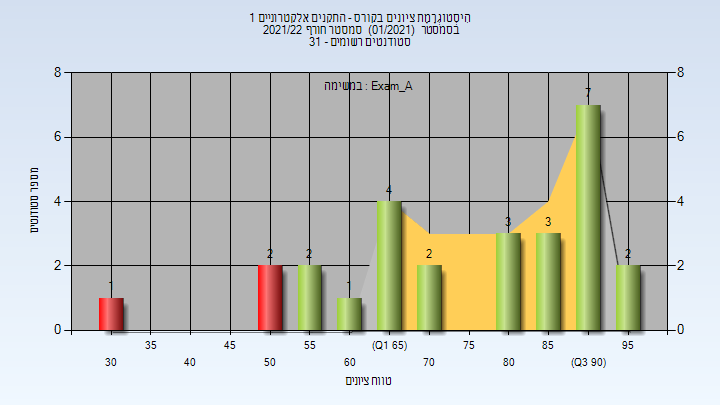 היסטוגרמת ציונים בקורס - התקנים אלקטרוניים 1
בסמסטר (01/2021) סמסטר חורף 2021/22
סטודנטים רשומים - 31
במשימה : Exam_A
8 8
7
6 6
מספר סטודנטים
4 4
4
3 3
2 2 2 2
2 2
1 1
0 0
35 45 55 (Q1 65) 75 85 95
30 40 50 60 70 80 (Q3 90)
טווח ציונים